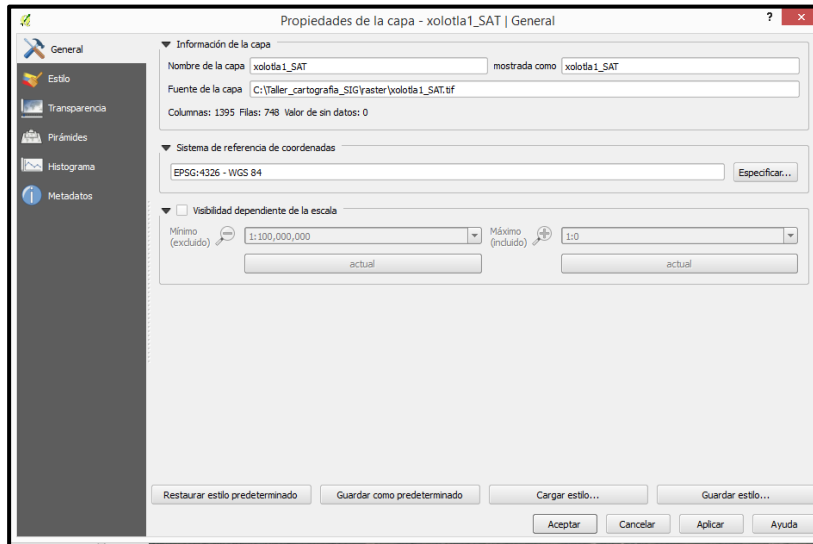 Propiedades de la capa - xolotla1_SAT | General
?
General
Estilo
Transparencia
Pirámides
Histograma
Metadatos
Información de la capa
Nombre de la capa xolotla1_SAT mostrada como xolotla1_SAT
Fuente de la capa C:\Taller_cartografia_SIG\raster\xolotla1_SAT.tif
Columnas: 1395 Filas: 748 Valor de sin datos: 0
Sistema de referencia de coordenadas
EPSG:4326 - WGS 84 Especificar...
Visibilidad dependiente de la escala
Mínimo (excluido) 1:100,000,000 Máximo (incluido) 1:0
actual actual
Restaurar estilo predeterminado Guardar como predeterminado Cargar estilo... Guardar estilo...
Aceptar Cancelar Aplicar Ayuda